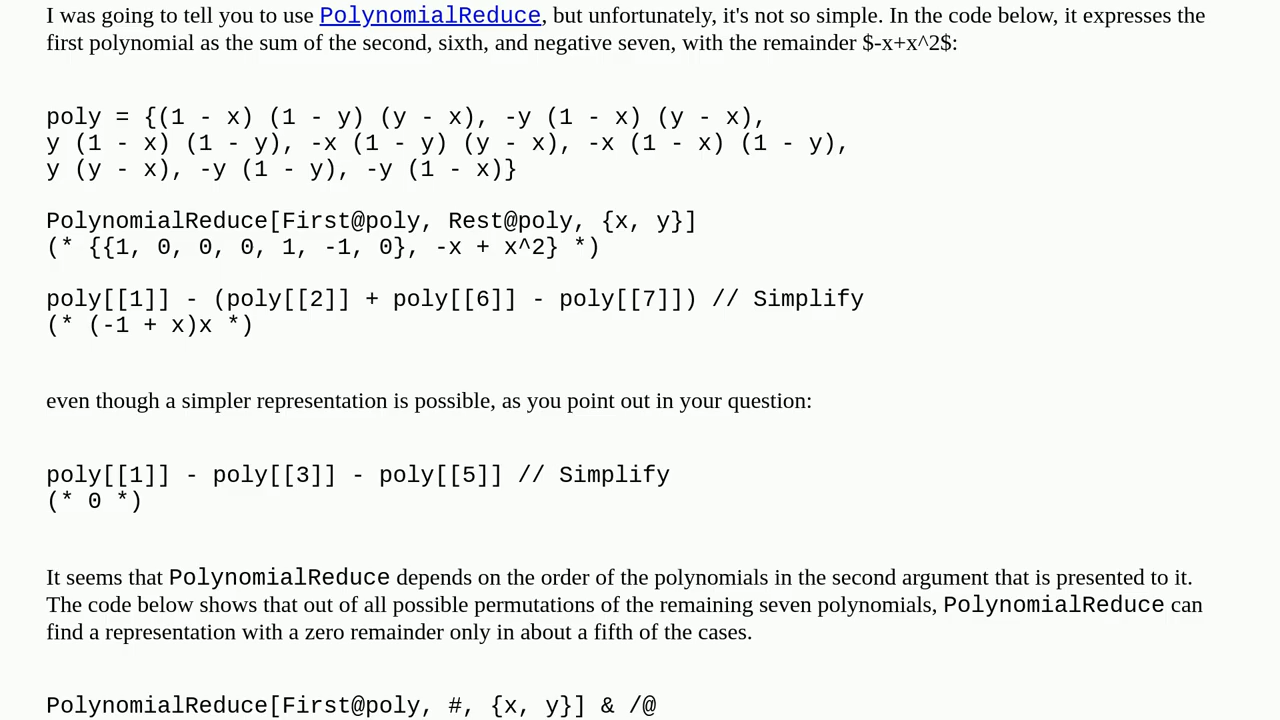 I was going to tell you to use PolynomialReduce, but unfortunately, it's not so simple. In the code below, it expresses the
first polynomial as the sum of the second, sixth, and negative seven, with the remainder $-x+x^2$:
poly = {(1 - x) (1 - y) (y - x), -y (1 - x) (y - x),
y (1 - x) (1 - y), -x (1 - y) (y - x), -x (1 - x) (1 - y),
y (y - x), -y (1 - y), -y (1 - x)}
PolynomialReduce[First@poly, Rest@poly, {x, y}]
(* {{1, 0, 0, 0, 1, -1, 0}, -x + x^2} *)
poly[[1]] - (poly[[2]] + poly[[6]] - poly[[7]]) // Simplify
(* (-1 + x)x *)
even though a simpler representation is possible, as you point out in your question:
poly[[1]] - poly[[3]] - poly[[5]] // Simplify
(* 0 *)
It seems that PolynomialReduce depends on the order of the polynomials in the second argument that is presented to it.
The code below shows that out of all possible permutations of the remaining seven polynomials, PolynomialReduce can
find a representation with a zero remainder only in about a fifth of the cases.
PolynomialReduce[First@poly, #, {x, y}] & /@